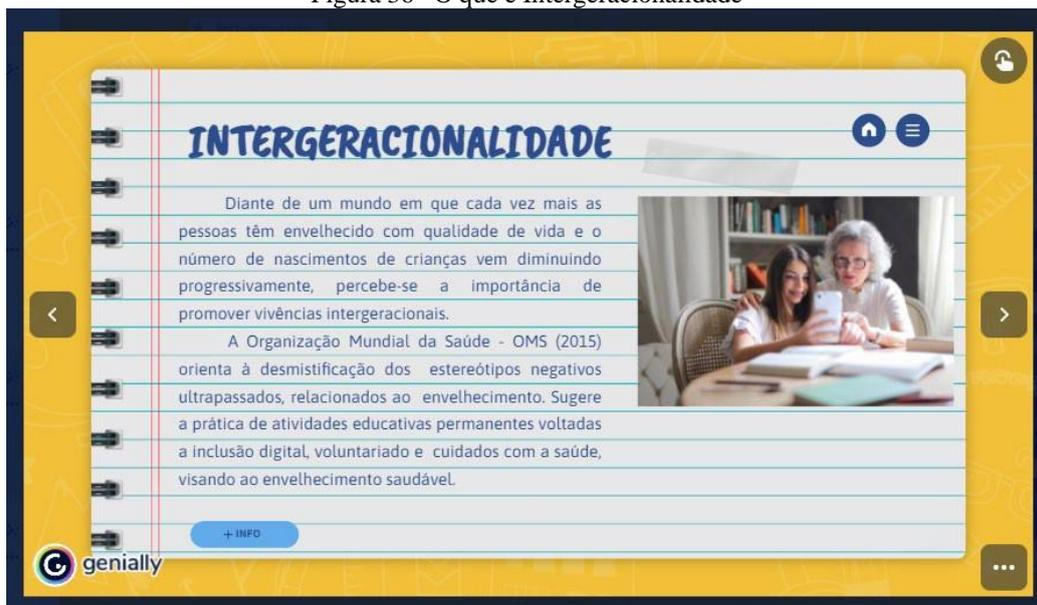 Figura 36 - O que é Intergeracionalidade
INTERGERACIONALIDADE
Diante de um mundo em que cada vez mais as
pessoas têm envelhecido com qualidade de vida e o
número de nascimentos de crianças vem diminuindo
progressivamente, percebe-se a importância de
promover vivências intergeracionais.
A Organização Mundial da Saúde - OMS (2015)
orienta à desmistificação dos estereótipos negativos
ultrapassados, relacionados ao envelhecimento. Sugere
a prática de atividades educativas permanentes voltadas
a inclusão digital, voluntariado e cuidados com a saúde,
visando ao envelhecimento saudável.
+ INFO
genially